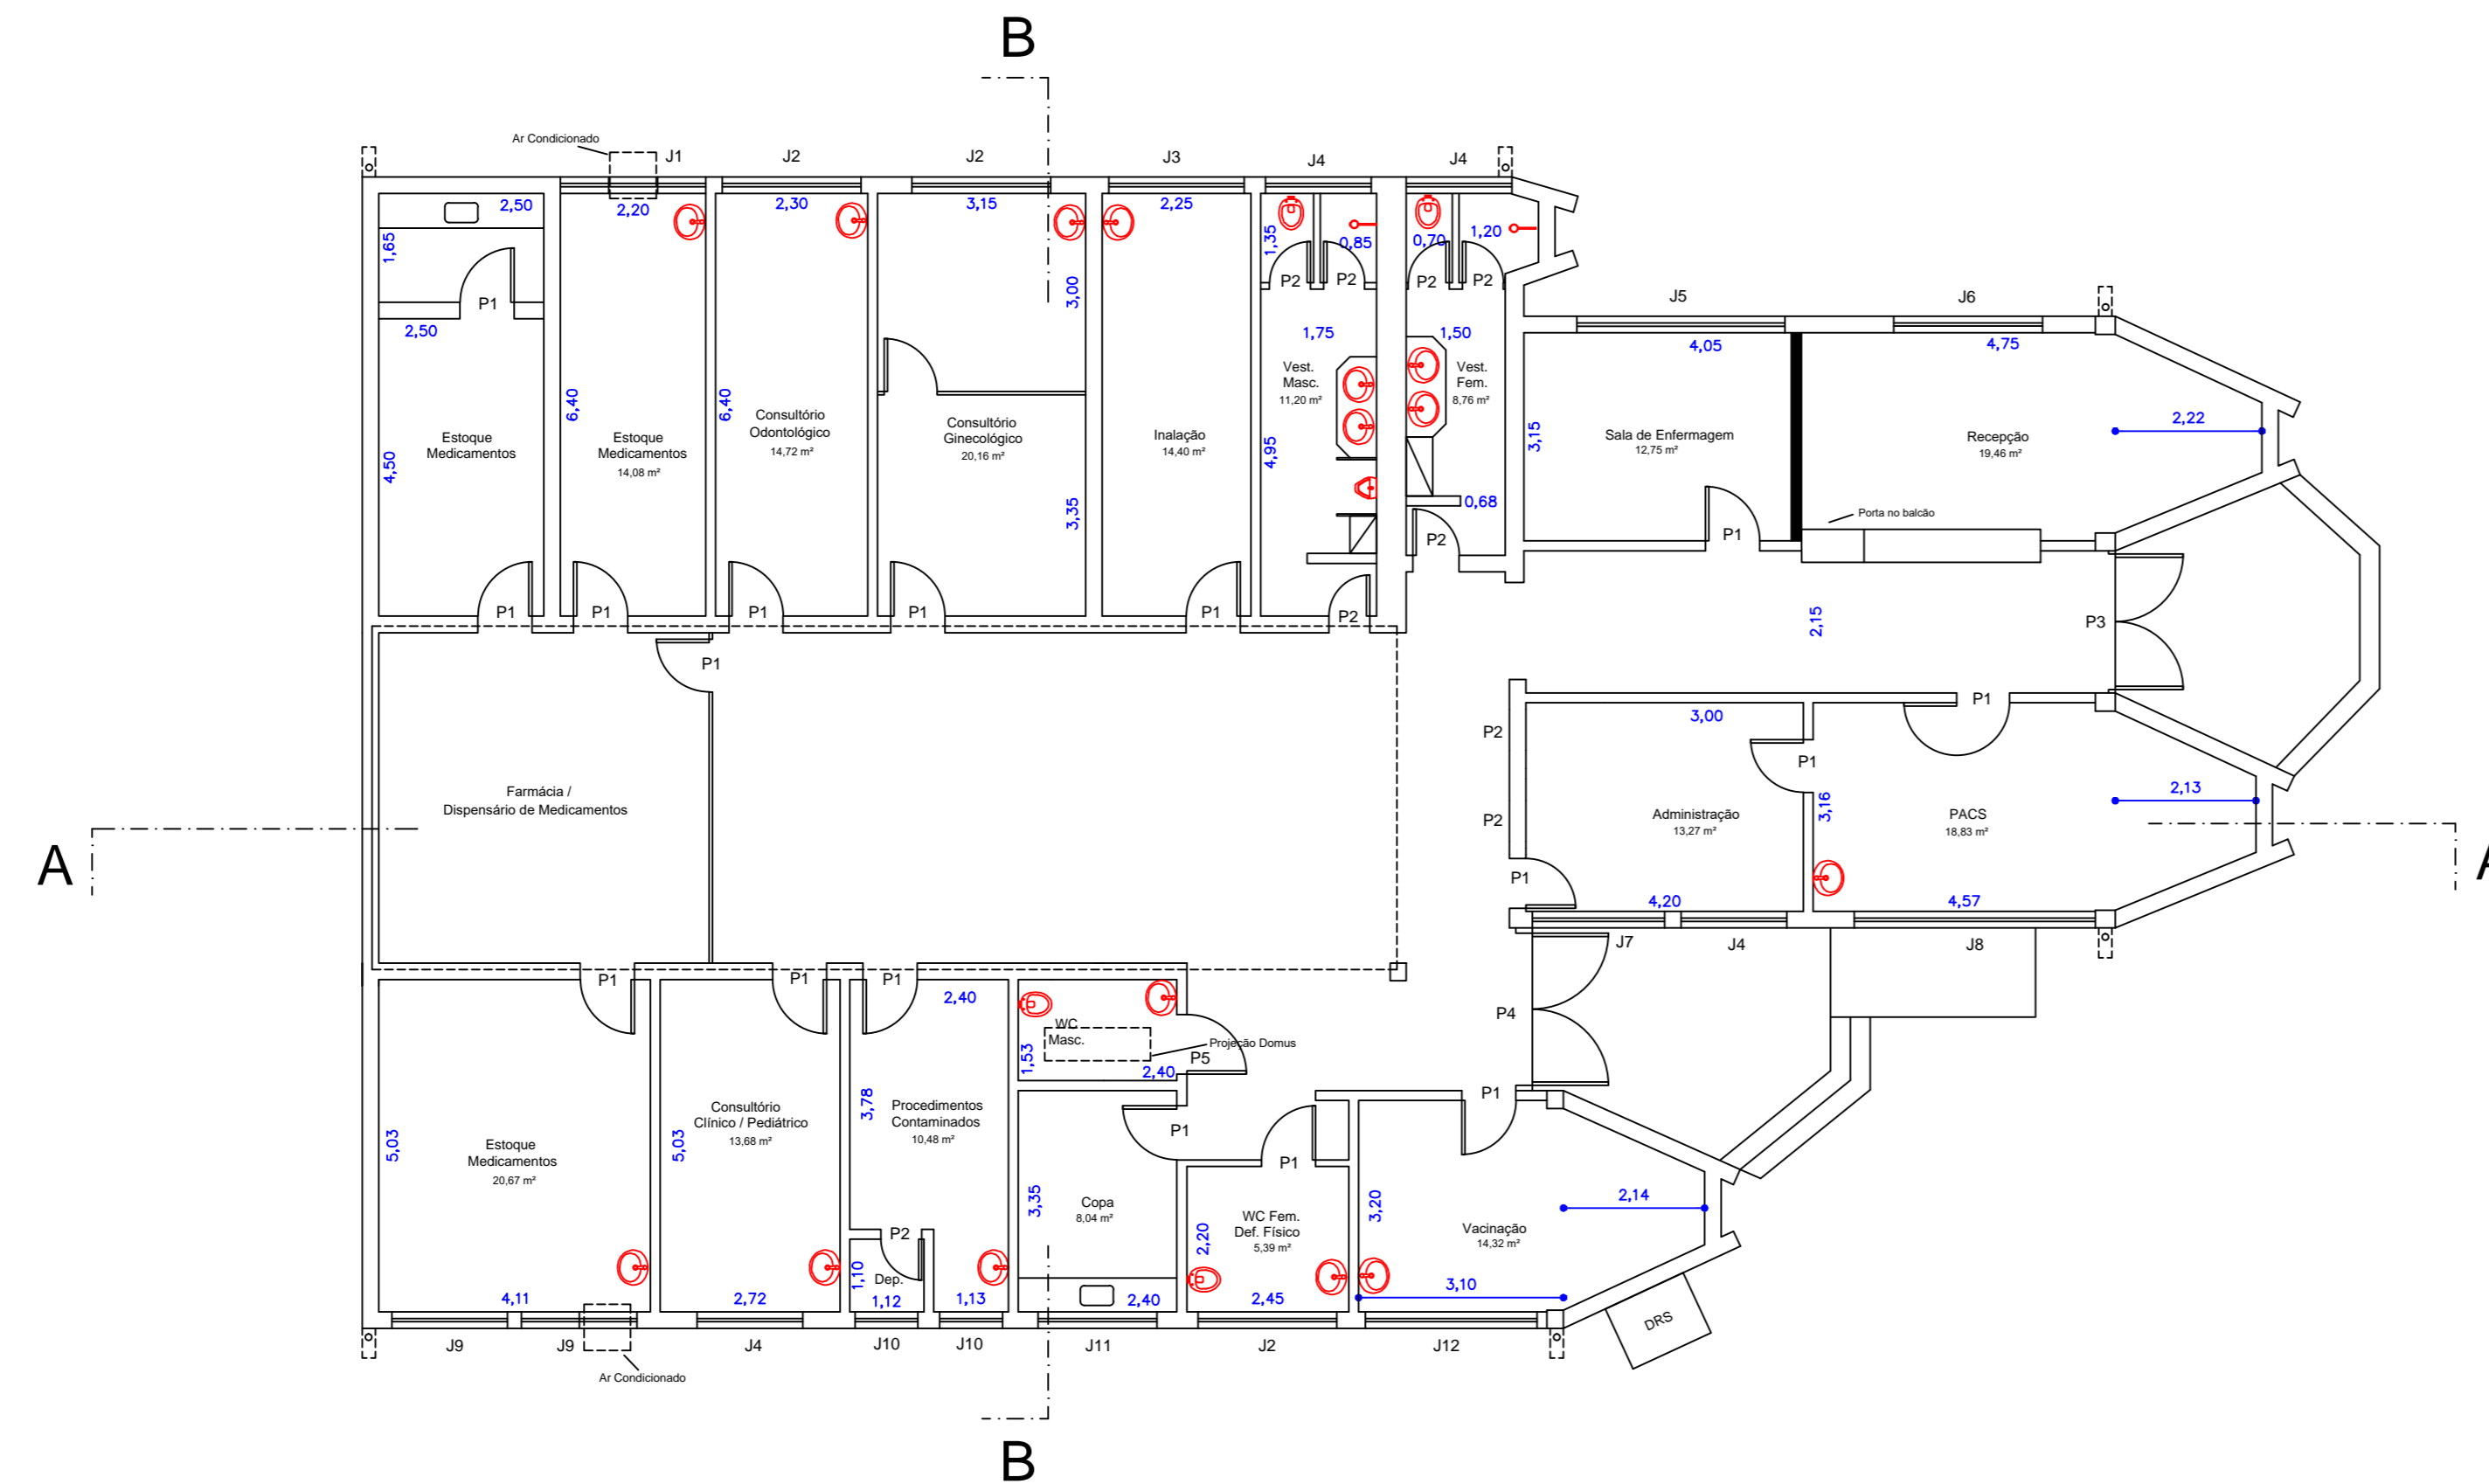 B
Ar Condicionado
J1
J2
J2
J3
J4
J4
2,50
2,20
2,30
3,15
2,25
1,65
1,35
0,85
0,70
1,20
P1
P2
P2
P2
P2
3,00
2,50
J5
J6
1,75
1,50
4,05
4,75
Vest.
Masc.
11,20 m²
Vest.
Fem.
8,76 m²
6,40
6,40
Estoque
Medicamentos
4,50
Estoque
Medicamentos
14,08 m²
Consultório
Odontológico
14,72 m²
Consultório
Ginecológico
20,16 m²
Inalação
14,40 m²
4,95
3,15
Sala de Enfermagem
12,75 m²
Recepção
19,46 m²
2,22
3,35
0,68
Porta no balcão
P2
P1
P1
P1
P1
P1
P1
P2
2,15
P3
P1
P1
3,00
P2
P1
Farmácia /
Dispensário de Medicamentos
3,16
2,13
P2
Administração
13,27 m²
PACS
18,83 m²
A
A
P1
4,20
4,57
J7
J4
J8
P1
P1
P1
2,40
P4
WC
Masc.
1,53
Projeção Domus
P5
2,40
P1
3,78
Procedimentos
Contaminados
10,48 m²
Consultório
Clínico / Pediátrico
13,68 m²
5,03
5,03
Estoque
Medicamentos
20,67 m²
P1
P1
3,35
Copa
8,04 m²
WC Fem.
Def. Físico
5,39 m²
2,20
3,20
2,14
Vacinação
14,32 m²
P2
1,10
Dep.
4,11
2,72
1,12
1,13
2,40
2,45
3,10
DRS
J9
J9
J4
J10
J10
J11
J2
J12
Ar Condicionado
B